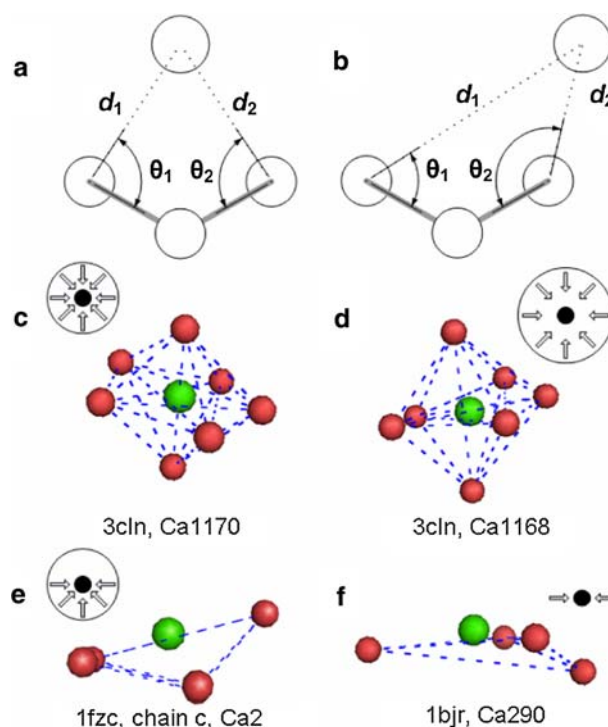 a
b
d1
d2
d1
d2
θ1
θ2
θ1
θ2
c
d
3cln, Ca1170
3cln, Ca1168
e
f
1fzc, chain c, Ca2
1bjr, Ca290